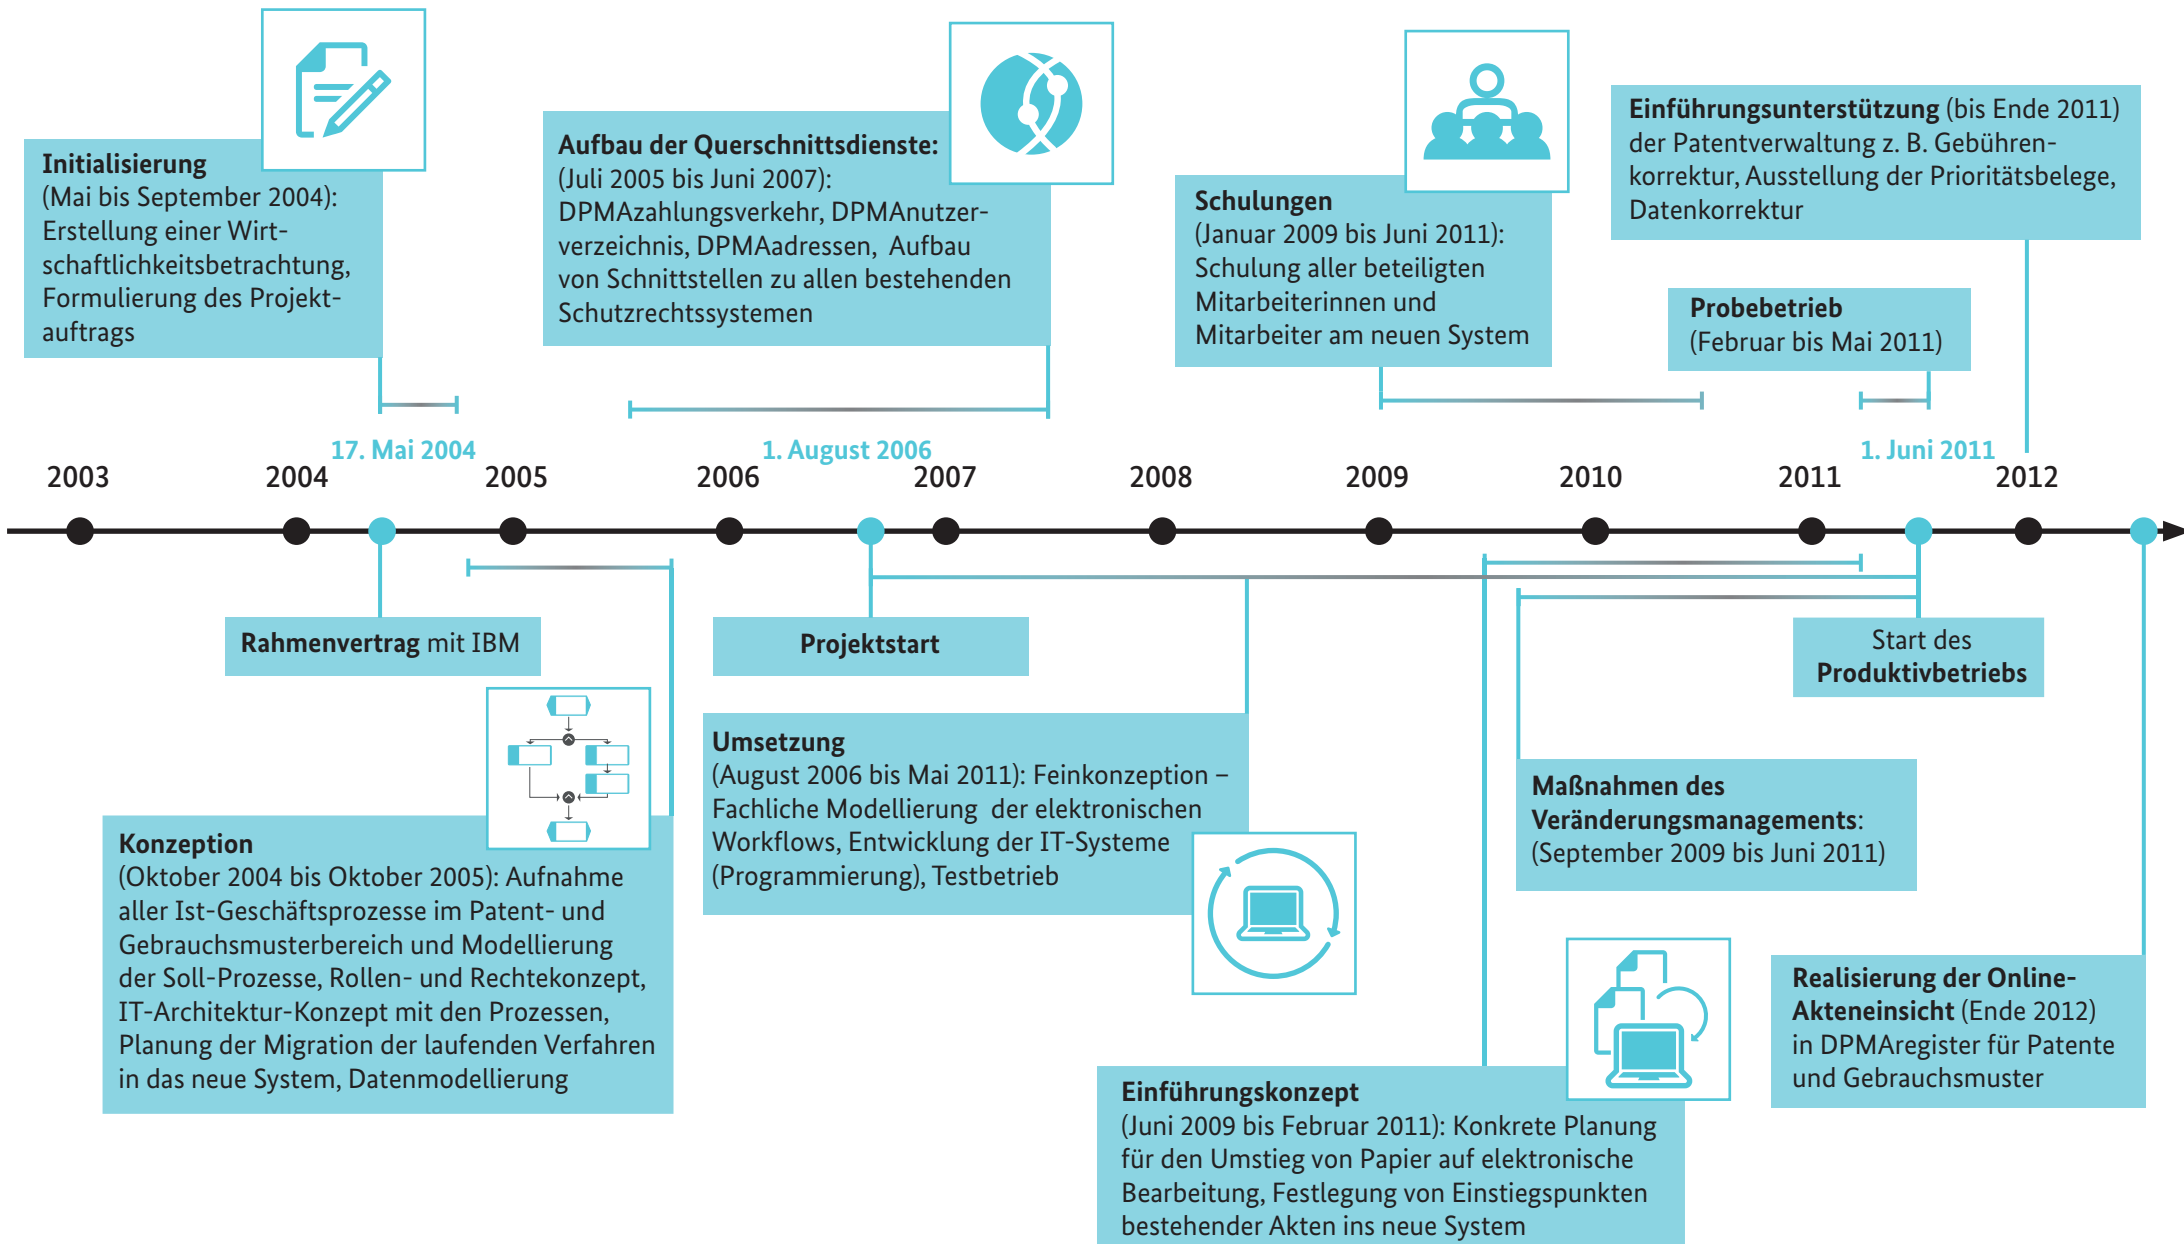 Initialisierung
(Mai bis September 2004):
Erstellung einer Wirt-
schaftlichkeitsbetrachtung,
Formulierung des Projekt-
auftrags
Aufbau der Querschnittsdienste:
(Juli 2005 bis Juni 2007):
DPMAzahlungsverkehr, DPMAnutzer-
verzeichnis, DPMAadressen, Aufbau
von Schnittstellen zu allen bestehenden
Schutzrechtssystemen
Schulungen
(Januar 2009 bis Juni 2011):
Schulung aller beteiligten
Mitarbeiterinnen und
Mitarbeiter am neuen System
Einführungsunterstützung (bis Ende 2011)
der Patentverwaltung z. B. Gebühren-
korrektur, Ausstellung der Prioritätsbelege,
Datenkorrektur
Probebetrieb
(Februar bis Mai 2011)
17. Mai 2004
1. August 2006
1. Juni 2011
2003
2004
2005
2006
2007
2008
2009
2010
2011
2012
Rahmenvertrag mit IBM
Projektstart
Start des
Produktivbetriebs
Konzeption
(Oktober 2004 bis Oktober 2005): Aufnahme
aller Ist-Geschäftsprozesse im Patent- und
Gebrauchsmusterbereich und Modellierung
der Soll-Prozesse, Rollen- und Rechtekonzept,
IT-Architektur-Konzept mit den Prozessen,
Planung der Migration der laufenden Verfahren
in das neue System, Datenmodellierung
Umsetzung
(August 2006 bis Mai 2011): Feinkonzeption –
Fachliche Modellierung der elektronischen
Workflows, Entwicklung der IT-Systeme
(Programmierung), Testbetrieb
Maßnahmen des
Veränderungsmanagements:
(September 2009 bis Juni 2011)
Einführungskonzept
(Juni 2009 bis Februar 2011): Konkrete Planung
für den Umstieg von Papier auf elektronische
Bearbeitung, Festlegung von Einstiegspunkten
bestehender Akten ins neue System
Realisierung der Online-
Akteneinsicht (Ende 2012)
in DPMAregister für Patente
und Gebrauchsmuster